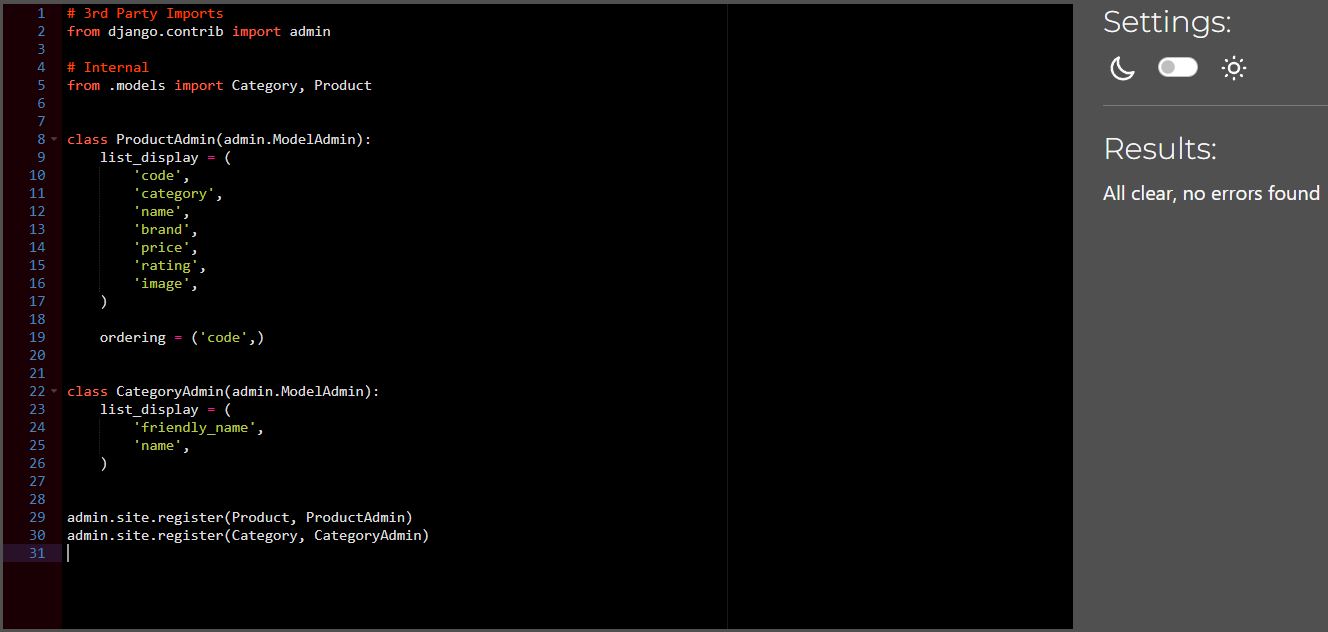 1 # 3rd Party Imports
2 from django.contrib import admin
3
4 # Internal
5 from .models import Category, Product
6
7
8 class ProductAdmin(admin.ModelAdmin):
9     list_display = (
10         'code',
11         'category',
12         'name',
13         'brand',
14         'price',
15         'rating',
16         'image',
17     )
18
19     ordering = ('code',)
20
21
22 class CategoryAdmin(admin.ModelAdmin):
23     list_display = (
24         'friendly_name',
25         'name',
26     )
27
28
29 admin.site.register(Product, ProductAdmin)
30 admin.site.register(Category, CategoryAdmin)
31
Settings:
Results:
All clear, no errors found